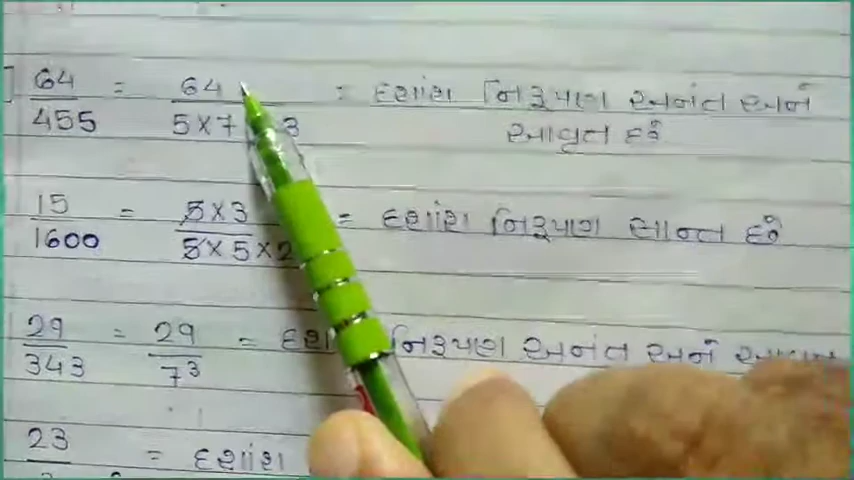 64/455 = 64/5×7 3 = દશાંશ નિરૂપણ અનંત અને
આવૃત છે
15/1600 = 5×3/5×5×2 = દશાંશ નિરૂપણ સાન્ત છે
29/343 = 29/7³ = નિરૂપણ અનંત અને
23 = દશાંશ